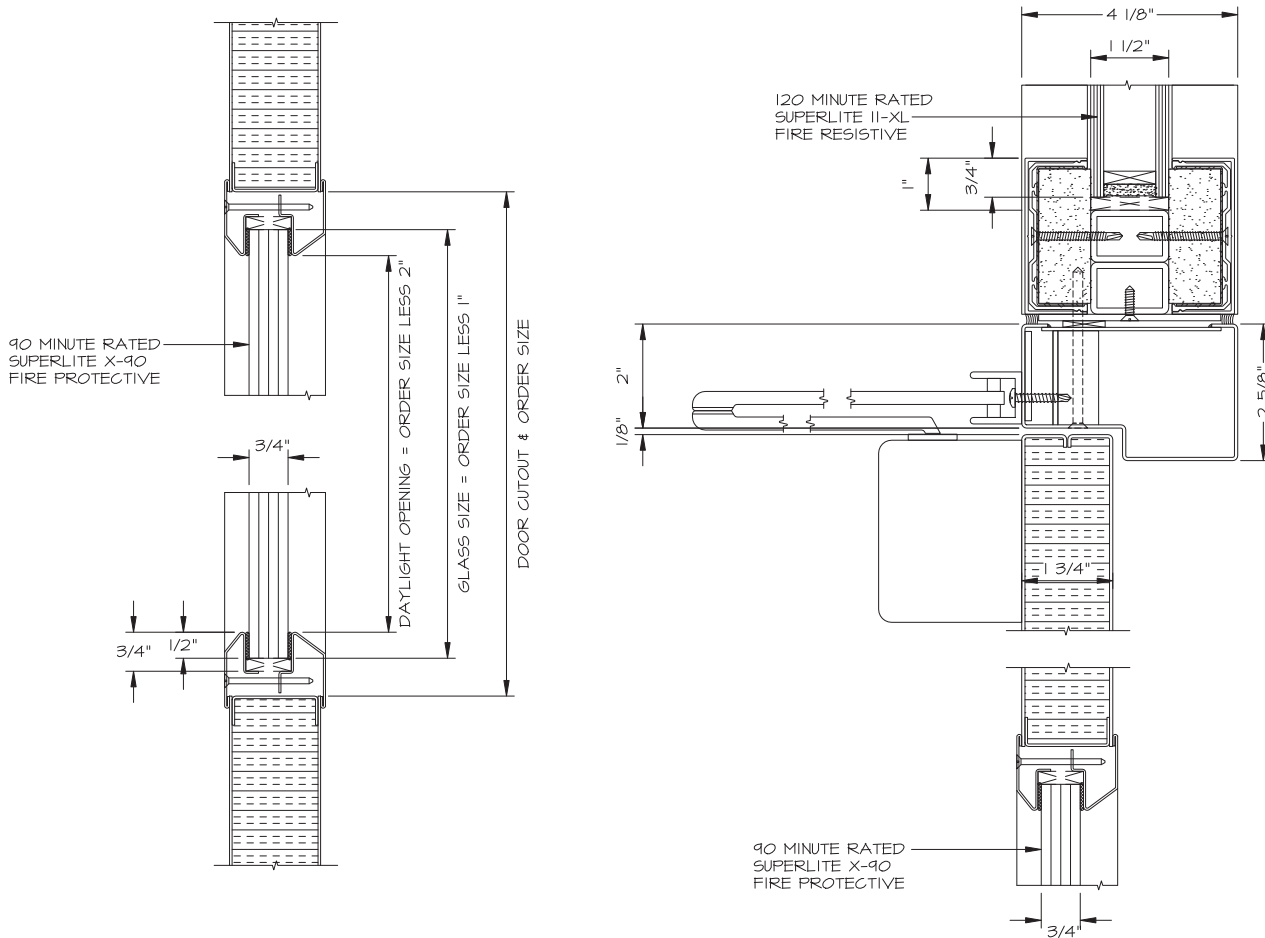 90 MINUTE RATED
SUPERLITE X-90
FIRE PROTECTIVE
3/4"
3/4"
1/2"
DAYLIGHT OPENING = ORDER SIZE LESS 2"
GLASS SIZE = ORDER SIZE LESS 1"
DOOR CUTOUT & ORDER SIZE
4 1/8"
1 1/2"
120 MINUTE RATED
SUPERLITE II-XL
FIRE RESISTIVE
1"
3/4"
2"
1/8"
2 5/8"
1 3/4"
90 MINUTE RATED
SUPERLITE X-90
FIRE PROTECTIVE
3/4"